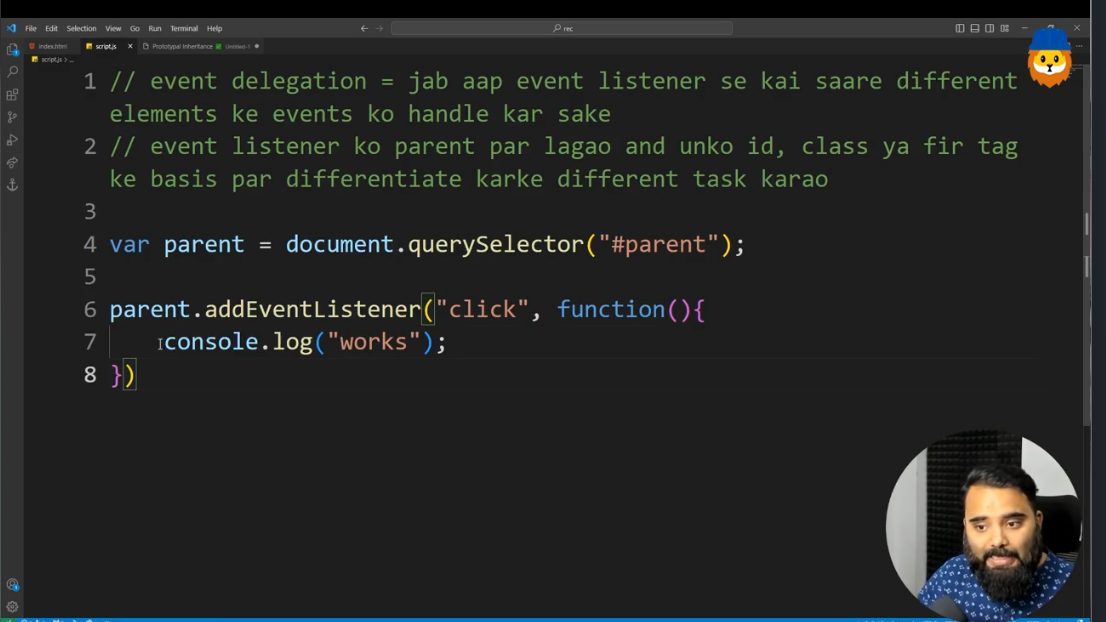 File Edit Selection View Go Run Terminal Help
rec
index.html script.js Prototypal Inheritance Untitled-1
script.js > ...
1 // event delegation = jab aap event listener se kai saare different
elements ke events ko handle kar sake
2 // event listener ko parent par lagao and unko id, class ya fir tag
ke basis par differentiate karke different task karao
3
4 var parent = document.querySelector("#parent");
5
6 parent.addEventListener("click", function(){
7 console.log("works");
8 })